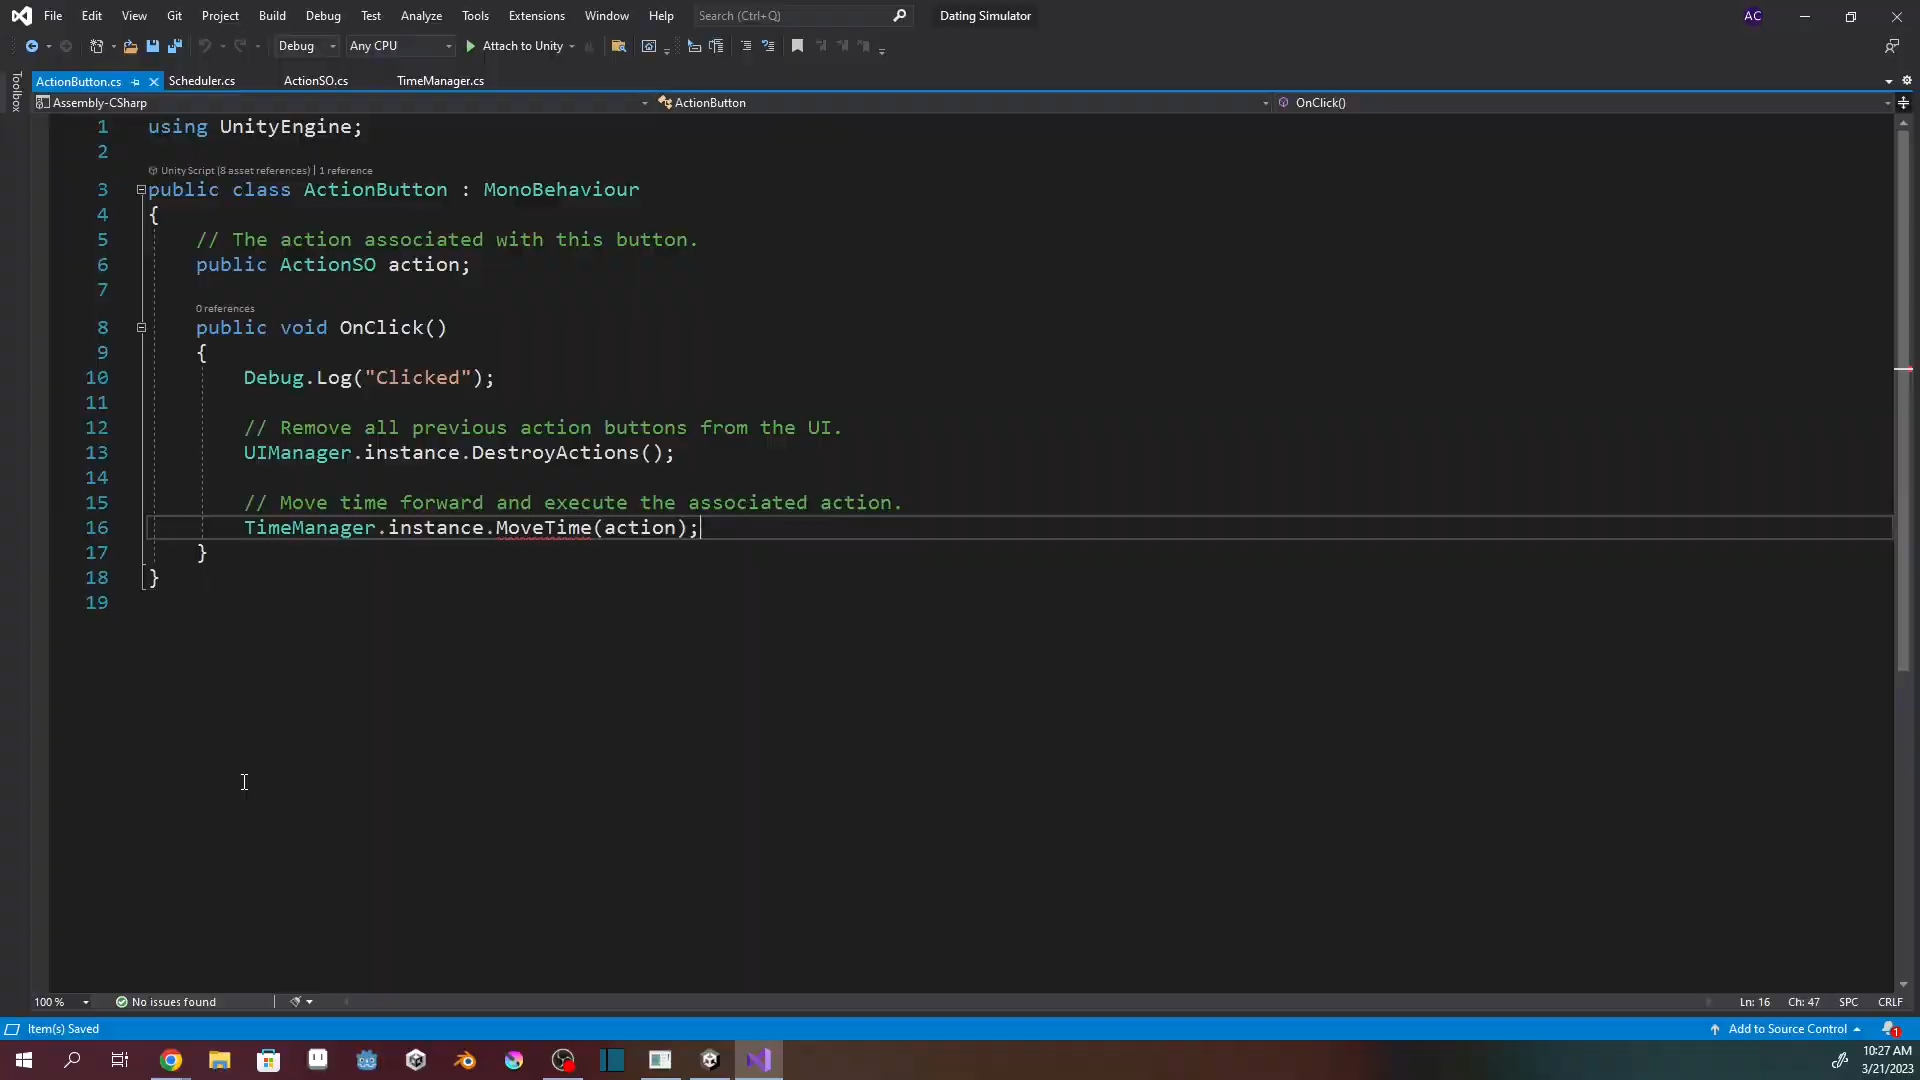 File Edit View Git Project Build Debug Test Analyze Tools Extensions Window Help Search (Ctrl+Q) Dating Simulator AC
Debug Any CPU Attach to Unity
Toolbox
ActionButton.cs Scheduler.cs ActionSO.cs TimeManager.cs
Assembly-CSharp ActionButton OnClick()
1 using UnityEngine;
2
Unity Script (8 asset references) | 1 reference
3 public class ActionButton : MonoBehaviour
4 {
5 // The action associated with this button.
6 public ActionSO action;
7
0 references
8 public void OnClick()
9 {
10 Debug.Log("Clicked");
11
12 // Remove all previous action buttons from the UI.
13 UIManager.instance.DestroyActions();
14
15 // Move time forward and execute the associated action.
16 TimeManager.instance.MoveTime(action);
17 }
18 }
19
100 % No issues found Ln: 16 Ch: 47 SPC CRLF
Item(s) Saved Add to Source Control 1
10:27 AM
3/21/2023